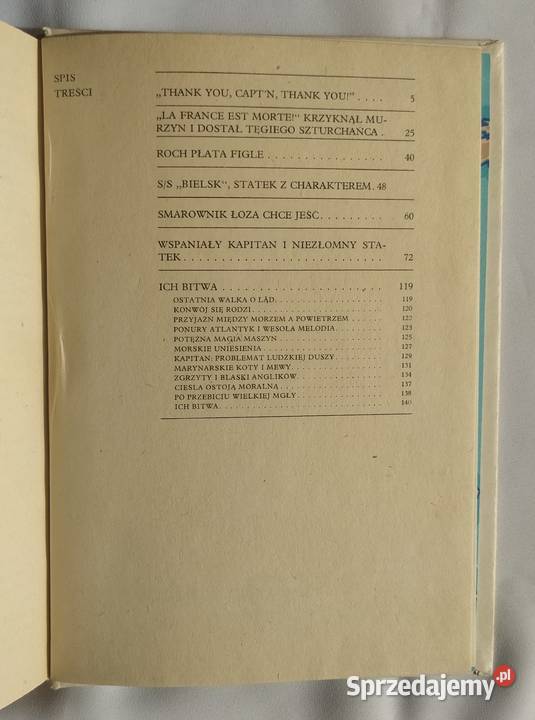 SPIS
TREŚCI
„THANK YOU, CAPT'N, THANK YOU!" . . . . 5
„LA FRANCE EST MORTE!" KRZYKNĄŁ MU-
RZYN I DOSTAŁ TĘGIEGO SZTURCHAŃCA . 25
ROCH PŁATA FIGLE . . . . . . . . . . . . . . . . 40
S/S „BIELSK", STATEK Z CHARAKTEREM. 48
SMAROWNIK ŁOZA CHCE JEŚĆ . . . . . . . . . 60
WSPANIAŁY KAPITAN I NIEZŁOMNY STA-
TEK . . . . . . . . . . . . . . . . . . . . . . . . . . . 72
ICH BITWA . . . . . . . . . . . . . . . . . . . . . . 119
OSTATNIA WALKA O LĄD . . . . . . . . . . . . . . . . 119
KONWÓJ SIĘ RODZI . . . . . . . . . . . . . . . . . . . 120
PRZYJAŹŃ MIĘDZY MORZEM A POWIETRZEM . . . . . . . 122
PONURY ATLANTYK I WESOŁA MELODIA . . . . . . . . . 123
POTĘŻNA MAGIA MASZYN . . . . . . . . . . . . . . . . 125
MORSKIE UNIESIENIA . . . . . . . . . . . . . . . . . . 127
KAPITAN: PROBLEMAT LUDZKIEJ DUSZY . . . . . . . . . 129
MARYNARSKIE KOTY I MEWY . . . . . . . . . . . . . . 131
ZGRZYTY I BLASKI ANGLIKÓW . . . . . . . . . . . . . 134
CIEŚLA OSTOJĄ MORALNĄ . . . . . . . . . . . . . . . 137
PO PRZEBICIU WIELKIEJ MGŁY . . . . . . . . . . . . . 138
ICH BITWA . . . . . . . . . . . . . . . . . . . . . . . 140
Sprzedajemy.pl